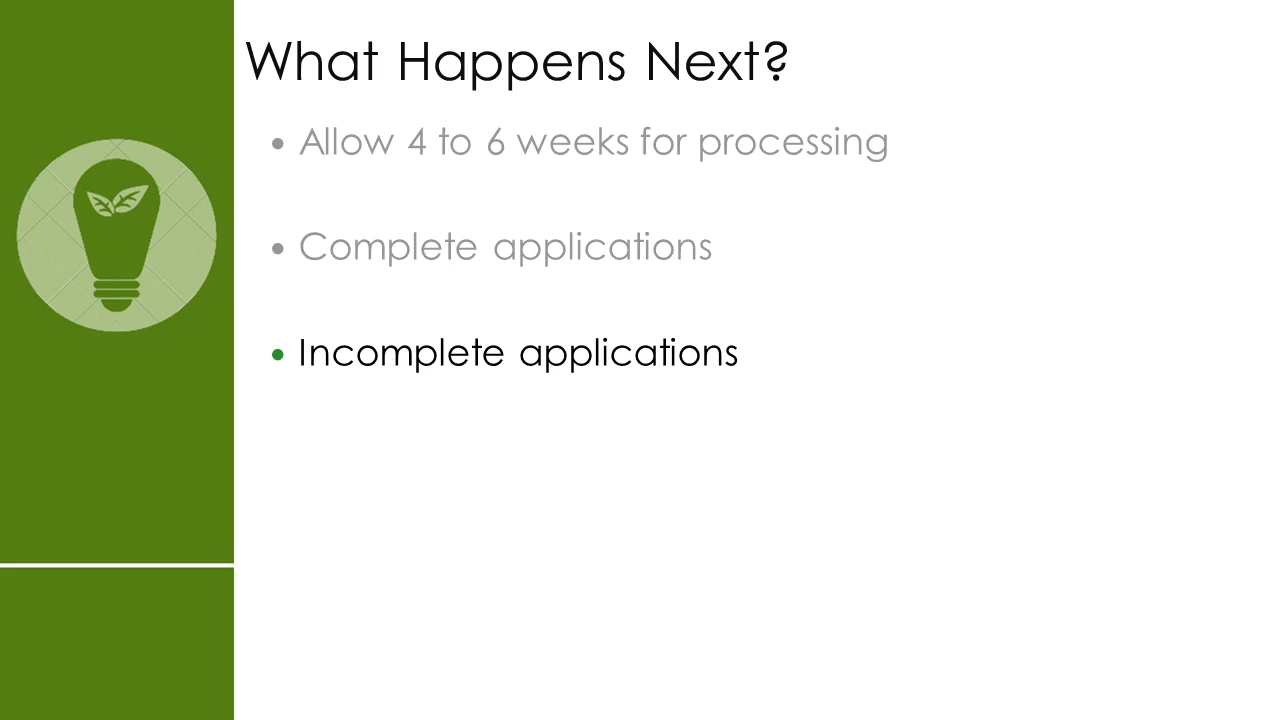 What Happens Next?
• Allow 4 to 6 weeks for processing
• Complete applications
• Incomplete applications